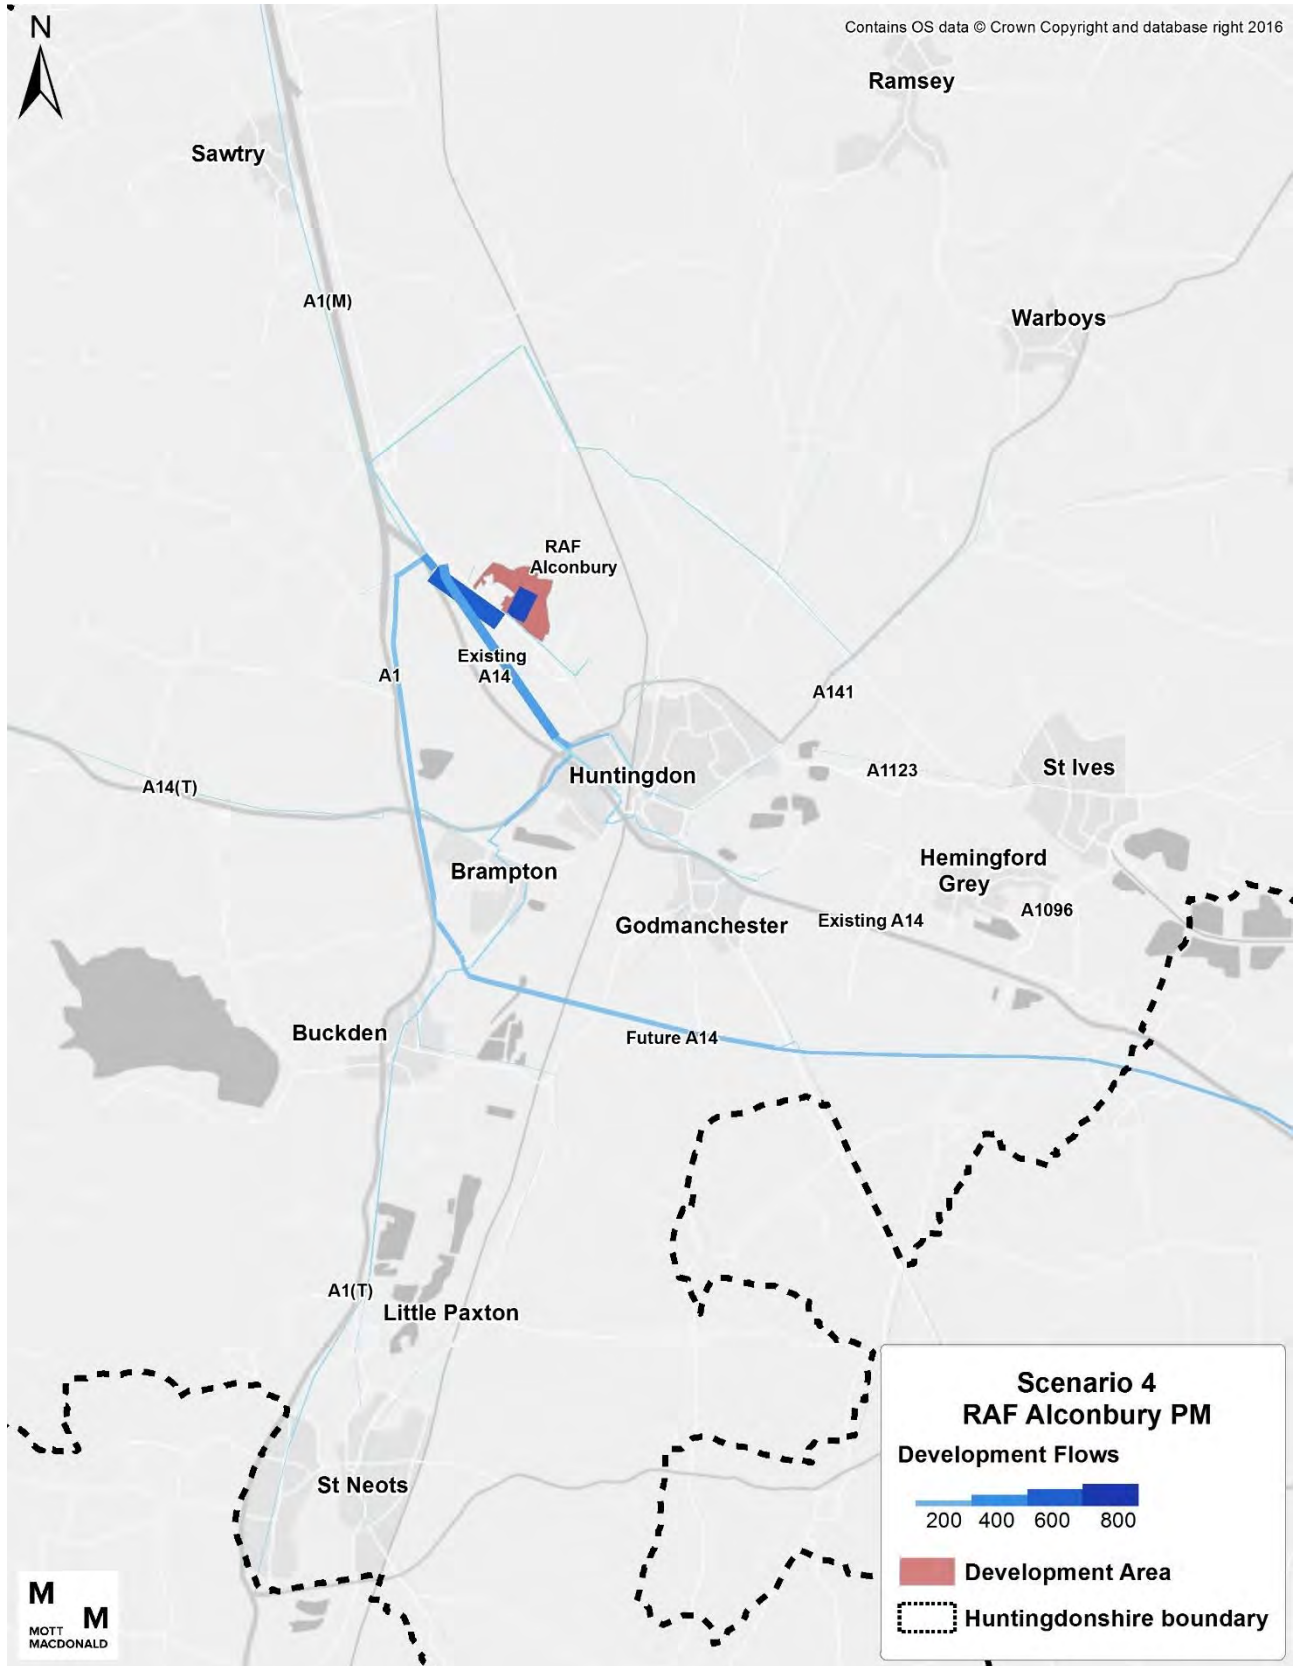 N
Contains OS data © Crown Copyright and database right 2016
Ramsey
Sawtry
A1(M)
Warboys
RAF
Alconbury
Existing
A14
A1
A141
Huntingdon
A1123
St Ives
A14(T)
Brampton
Hemingford
Grey
A1096
Godmanchester
Existing A14
Buckden
Future A14
A1(T)
Little Paxton
St Neots
Scenario 4
RAF Alconbury PM
Development Flows
200 400 600 800
Development Area
Huntingdonshire boundary
M
M
MOTT
MACDONALD